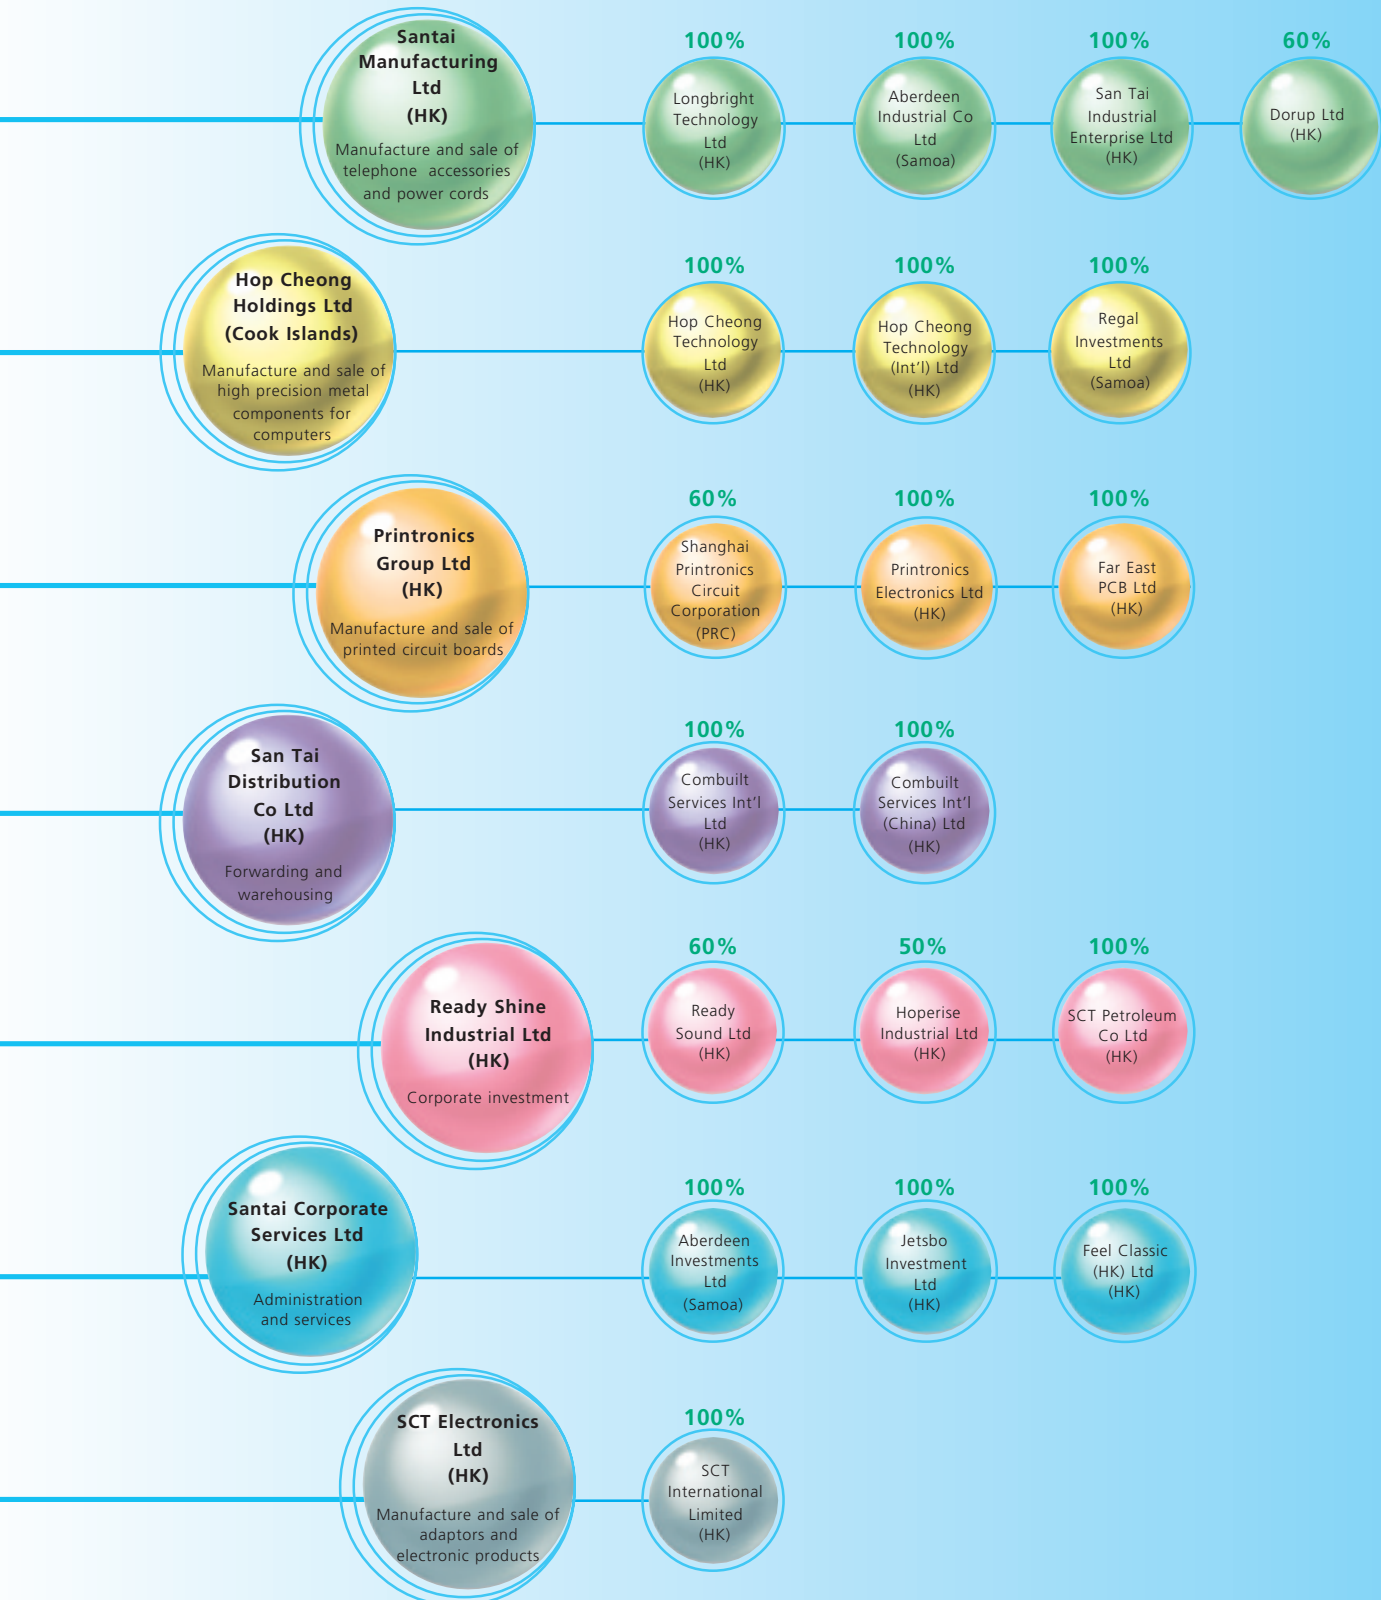 Santai
Manufacturing
Ltd
(HK)
Manufacture and sale of
telephone accessories
and power cords
100%
Longbright
Technology
Ltd
(HK)
100%
Aberdeen
Industrial Co
Ltd
(Samoa)
100%
San Tai
Industrial
Enterprise Ltd
(HK)
60%
Dorup Ltd
(HK)
Hop Cheong
Holdings Ltd
(Cook Islands)
Manufacture and sale of
high precision metal
components for
computers
100%
Hop Cheong
Technology
Ltd
(HK)
100%
Hop Cheong
Technology
(Int'l) Ltd
(HK)
100%
Regal
Investments
Ltd
(Samoa)
Printronics
Group Ltd
(HK)
Manufacture and sale of
printed circuit boards
60%
Shanghai
Printronics
Circuit
Corporation
(PRC)
100%
Printronics
Electronics Ltd
(HK)
100%
Far East
PCB Ltd
(HK)
San Tai
Distribution
Co Ltd
(HK)
Forwarding and
warehousing
100%
Combuilt
Services Int'l
Ltd
(HK)
100%
Combuilt
Services Int'l
(China) Ltd
(HK)
Ready Shine
Industrial Ltd
(HK)
Corporate investment
60%
Ready
Sound Ltd
(HK)
50%
Hoperise
Industrial Ltd
(HK)
100%
SCT Petroleum
Co Ltd
(HK)
Santai Corporate
Services Ltd
(HK)
Administration
and services
100%
Aberdeen
Investments
Ltd
(Samoa)
100%
Jetsbo
Investment
Ltd
(HK)
100%
Feel Classic
(HK) Ltd
(HK)
SCT Electronics
Ltd
(HK)
Manufacture and sale of
adaptors and
electronic products
100%
SCT
International
Limited
(HK)